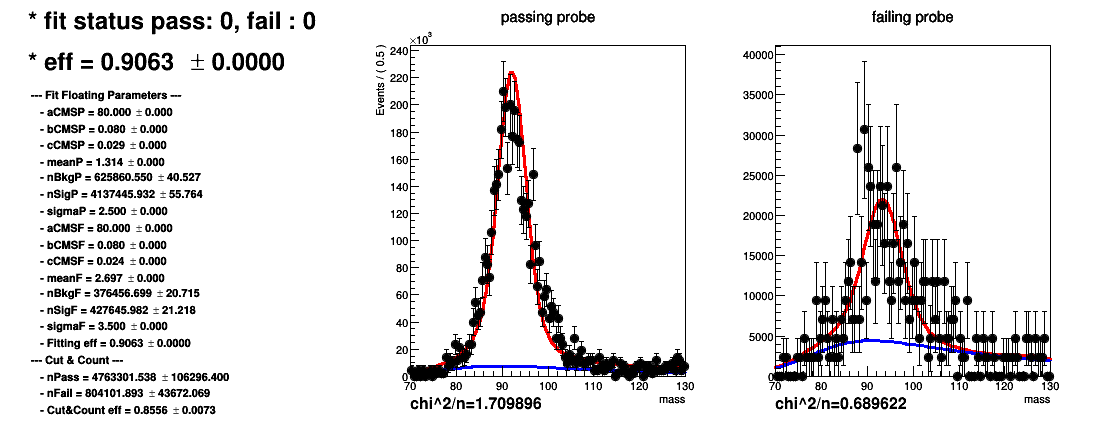 * fit status pass: 0, fail : 0
* eff = 0.9063 ± 0.0000
--- Fit Floating Parameters ---
- aCMSP = 80.000 ± 0.000
- bCMSP = 0.080 ± 0.000
- cCMSP = 0.029 ± 0.000
- meanP = 1.314 ± 0.000
- nBkgP = 625860.550 ± 40.527
- nSigP = 4137445.932 ± 55.764
- sigmaP = 2.500 ± 0.000
- aCMSF = 80.000 ± 0.000
- bCMSF = 0.080 ± 0.000
- cCMSF = 0.024 ± 0.000
- meanF = 2.697 ± 0.000
- nBkgF = 376456.699 ± 20.715
- nSigF = 427645.982 ± 21.218
- sigmaF = 3.500 ± 0.000
- Fitting eff = 0.9063 ± 0.0000
--- Cut & Count ---
- nPass = 4763301.538 ± 106296.400
- nFail = 804101.893 ± 43672.069
- Cut&Count eff = 0.8556 ± 0.0073
passing probe
×10³
Events / ( 0.5 )
240
220
200
180
160
140
120
100
80
60
40
20
0
70 80 90 100 110 120 130
mass
chi^2/n=1.709896
failing probe
40000
35000
30000
25000
20000
15000
10000
5000
0
70 80 90 100 110 120 130
mass
chi^2/n=0.689622